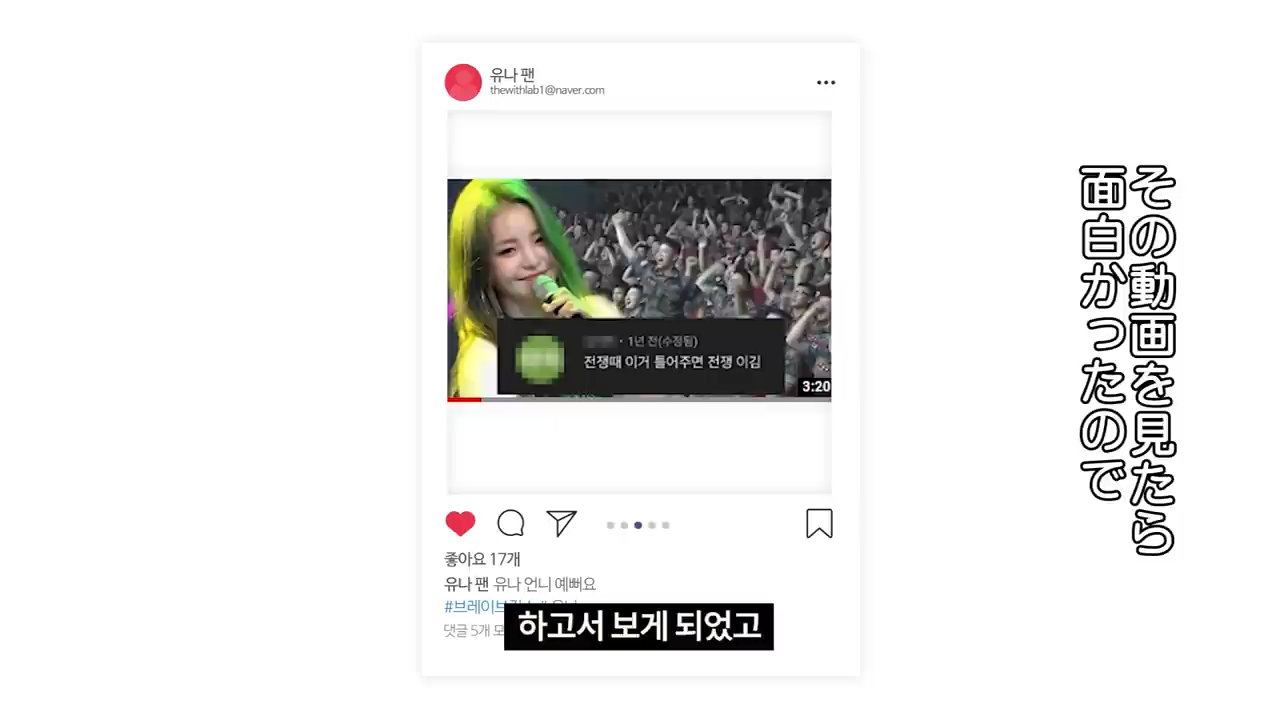 유나 팬
thewithlab1@naver.com
1년 전(수정됨)
전쟁때 이거 틀어주면 전쟁 이김
3:20
좋아요 17개
유나 팬 유나 언니 예뻐요
#브레이브
댓글 5개
하고서 보게 되었고
その動画を見たら
面白かったので